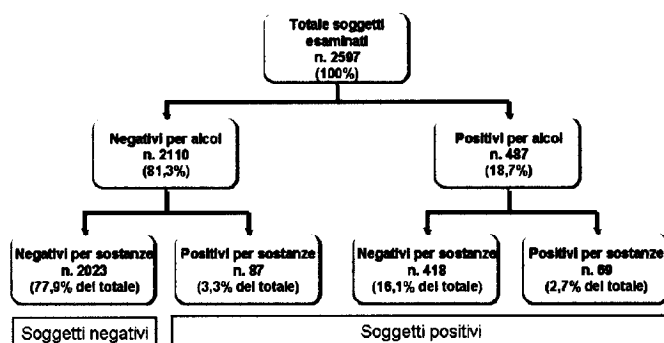 Totale soggetti
esaminati
n. 2597
(100%)
Negativi per alcol
n. 2110
(81,3%)
Positivi per alcol
n. 487
(18,7%)
Negativi per sostanze
n. 2023
(77,9% del totale)
Positivi per sostanze
n. 87
(3,3% del totale)
Negativi per sostanze
n. 418
(16,1% del totale)
Positivi per sostanze
n. 69
(2,7% del totale)
Soggetti negativi
Soggetti positivi